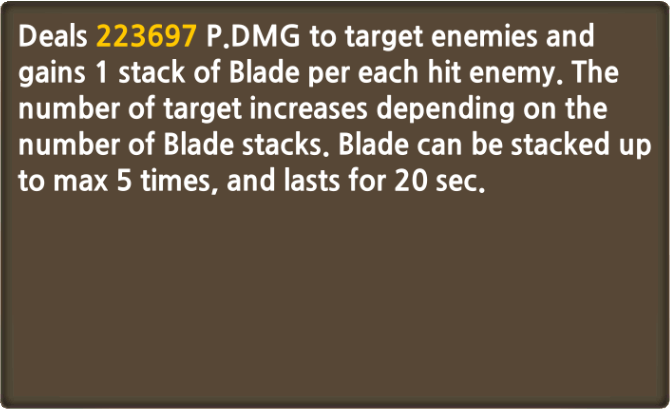 Deals 223697 P.DMG to target enemies and
gains 1 stack of Blade per each hit enemy. The
number of target increases depending on the
number of Blade stacks. Blade can be stacked up
to max 5 times, and lasts for 20 sec.